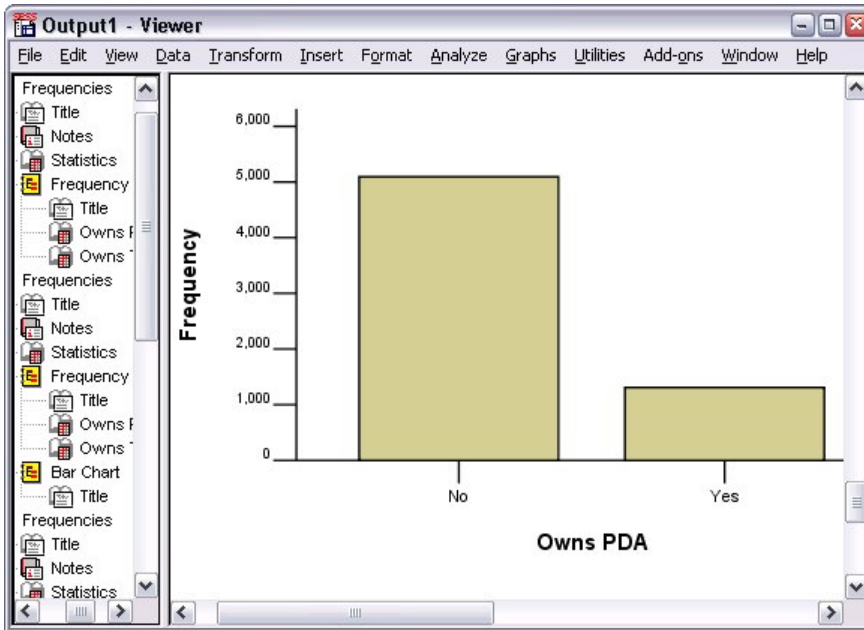 Output1 - Viewer
File Edit View Data Transform Insert Format Analyze Graphs Utilities Add-ons Window Help
Frequencies
Title
Notes
Statistics
Frequency
Title
Owns
Owns
Frequencies
Title
Notes
Statistics
Frequency
Title
Owns
Owns
Bar Chart
Title
Frequencies
Title
Notes
Statistics
Frequency
6,000
5,000
4,000
3,000
2,000
1,000
0
No Yes
Owns PDA